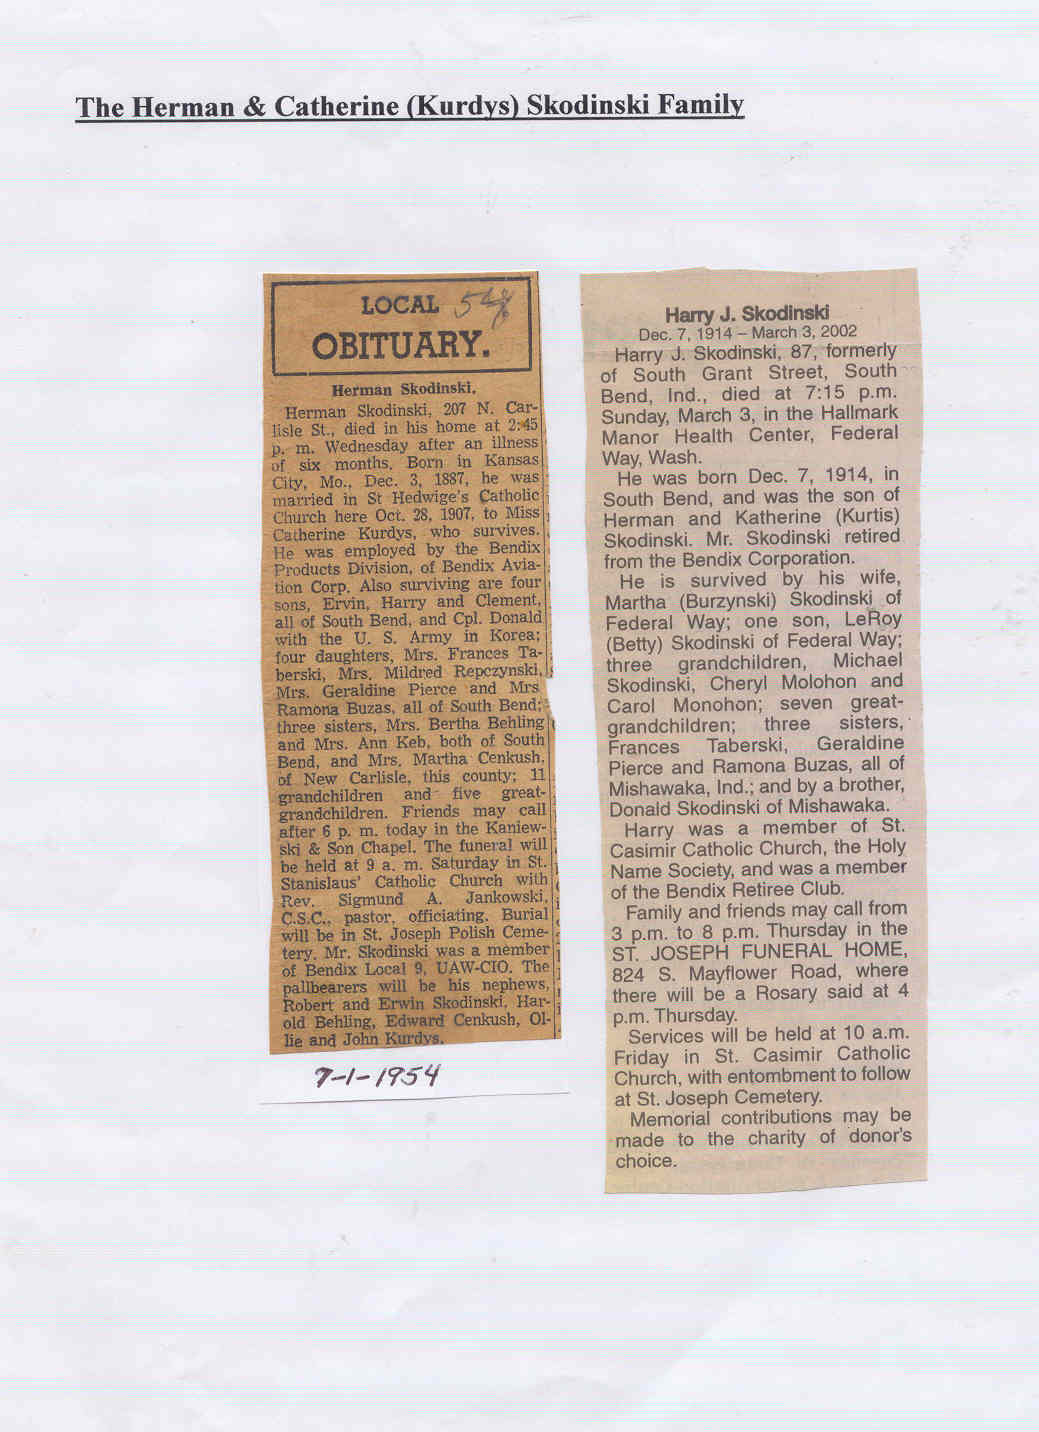 The Herman & Catherine (Kurdys) Skodinski Family
LOCAL
OBITUARY.
Herman Skodinski.
Herman Skodinski, 207 N. Car-
lisle St., died in his home at 2:45
p. m. Wednesday after an illness
of six months. Born in Kansas
City, Mo., Dec. 3, 1887, he was
married in St Hedwige's Catholic
Church here Oct. 28, 1907, to Miss
Catherine Kurdys, who survives.
He was employed by the Bendix
Products Division, of Bendix Avia-
tion Corp. Also surviving are four
sons, Ervin, Harry and Clement,
all of South Bend, and Cpl. Donald
with the U. S. Army in Korea;
four daughters, Mrs. Frances Ta-
berski, Mrs. Mildred Repczynski,
Mrs. Geraldine Pierce and Mrs
Ramona Buzas, all of South Bend;
three sisters, Mrs. Bertha Behling
and Mrs. Ann Keb, both of South
Bend, and Mrs. Martha Cenkush,
of New Carlisle, this county; 11
grandchildren and five great-
grandchildren. Friends may call
after 6 p. m. today in the Kaniew-
ski & Son Chapel. The funeral will
be held at 9 a. m. Saturday in St.
Stanislaus' Catholic Church with
Rev. Sigmund A. Jankowski,
C.S.C., pastor, officiating. Burial
will be in St. Joseph Polish Ceme-
tery. Mr. Skodinski was a member
of Bendix Local 9, UAW-CIO. The
pallbearers will be his nephews,
Robert and Erwin Skodinski, Har-
old Behling, Edward Cenkush, Ol-
lie and John Kurdys.
7-1-1954
Harry J. Skodinski
Dec. 7, 1914 – March 3, 2002
Harry J. Skodinski, 87, formerly
of South Grant Street, South
Bend, Ind., died at 7:15 p.m.
Sunday, March 3, in the Hallmark
Manor Health Center, Federal
Way, Wash.
He was born Dec. 7, 1914, in
South Bend, and was the son of
Herman and Katherine (Kurtis)
Skodinski. Mr. Skodinski retired
from the Bendix Corporation.
He is survived by his wife,
Martha (Burzynski) Skodinski of
Federal Way; one son, LeRoy
(Betty) Skodinski of Federal Way;
three grandchildren, Michael
Skodinski, Cheryl Molohon and
Carol Monohon; seven great-
grandchildren; three sisters,
Frances Taberski, Geraldine
Pierce and Ramona Buzas, all of
Mishawaka, Ind.; and by a brother,
Donald Skodinski of Mishawaka.
Harry was a member of St.
Casimir Catholic Church, the Holy
Name Society, and was a member
of the Bendix Retiree Club.
Family and friends may call from
3 p.m. to 8 p.m. Thursday in the
ST. JOSEPH FUNERAL HOME,
824 S. Mayflower Road, where
there will be a Rosary said at 4
p.m. Thursday.
Services will be held at 10 a.m.
Friday in St. Casimir Catholic
Church, with entombment to follow
at St. Joseph Cemetery.
Memorial contributions may be
made to the charity of donor's
choice.